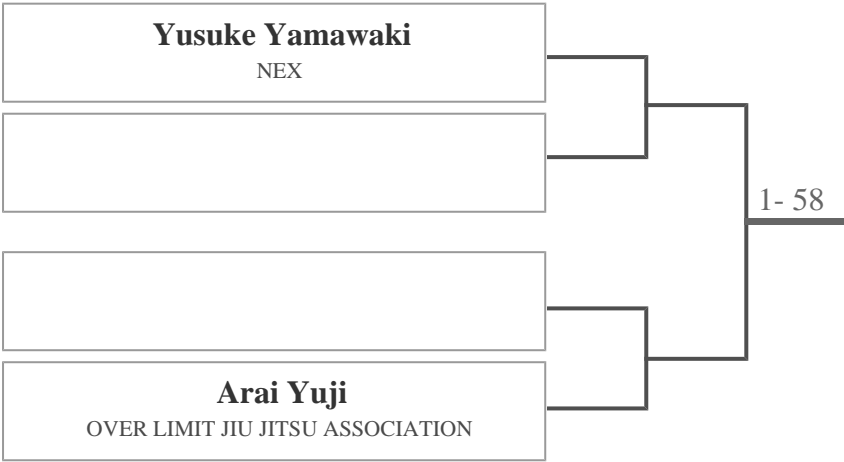 Yusuke Yamawaki
NEX
1- 58
Arai Yuji
OVER LIMIT JIU JITSU ASSOCIATION